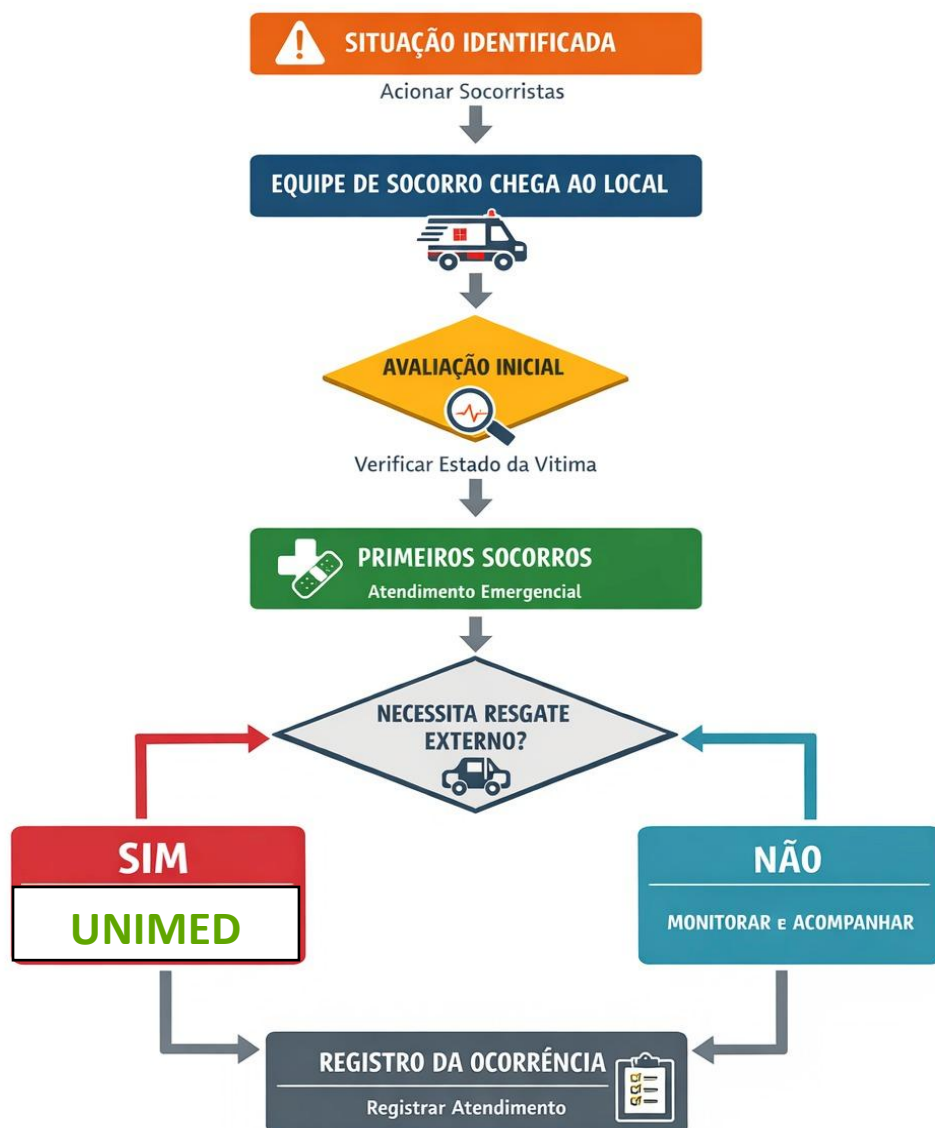 SITUAÇÃO IDENTIFICADA
Acionar Socorristas
EQUIPE DE SOCORRO CHEGA AO LOCAL
AVALIAÇÃO INICIAL
Verificar Estado da Vitima
PRIMEIROS SOCORROS
Atendimento Emergencial
NECESSITA RESGATE
EXTERNO?
SIM
UNIMED
NÃO
MONITORAR E ACOMPANHAR
REGISTRO DA OCORRÉNCIA
Registrar Atendimento